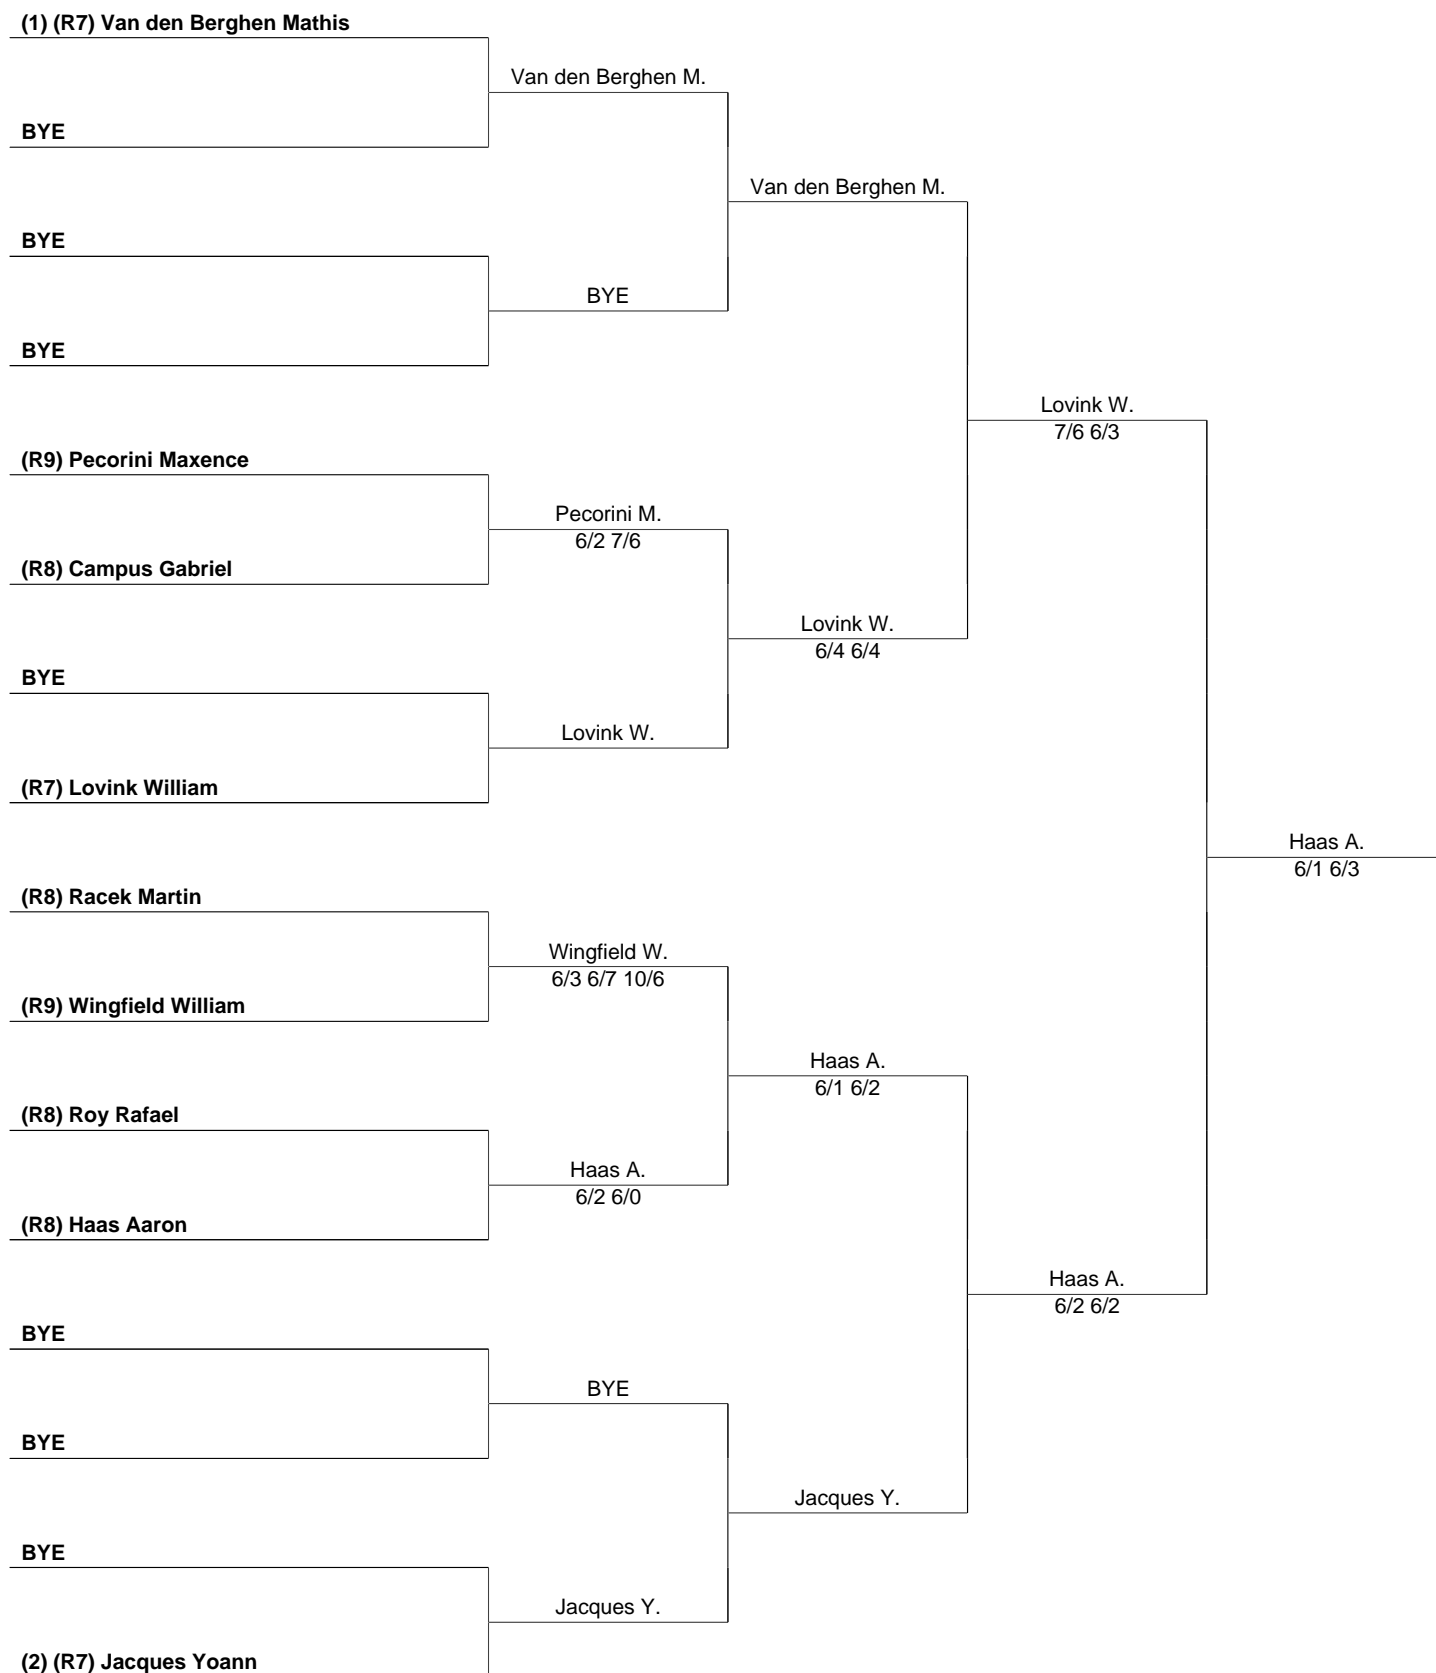 (1) (R7) Van den Berghen Mathis
Van den Berghen M.
BYE
Van den Berghen M.
BYE
BYE
BYE
Lovink W.
7/6 6/3
(R9) Pecorini Maxence
Pecorini M.
6/2 7/6
(R8) Campus Gabriel
Lovink W.
6/4 6/4
BYE
Lovink W.
(R7) Lovink William
Haas A.
6/1 6/3
(R8) Racek Martin
Wingfield W.
6/3 6/7 10/6
(R9) Wingfield William
Haas A.
6/1 6/2
(R8) Roy Rafael
Haas A.
6/2 6/0
(R8) Haas Aaron
Haas A.
6/2 6/2
BYE
BYE
BYE
Jacques Y.
BYE
Jacques Y.
(2) (R7) Jacques Yoann